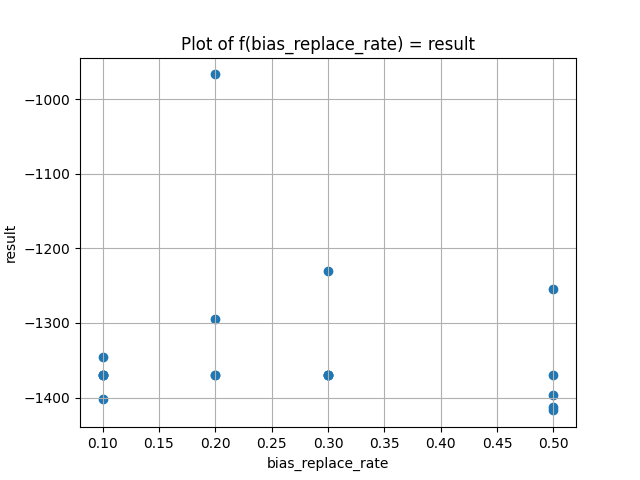 Plot of f(bias_replace_rate) = result
result
−1000
−1100
−1200
−1300
−1400
0.10 0.15 0.20 0.25 0.30 0.35 0.40 0.45 0.50
bias_replace_rate